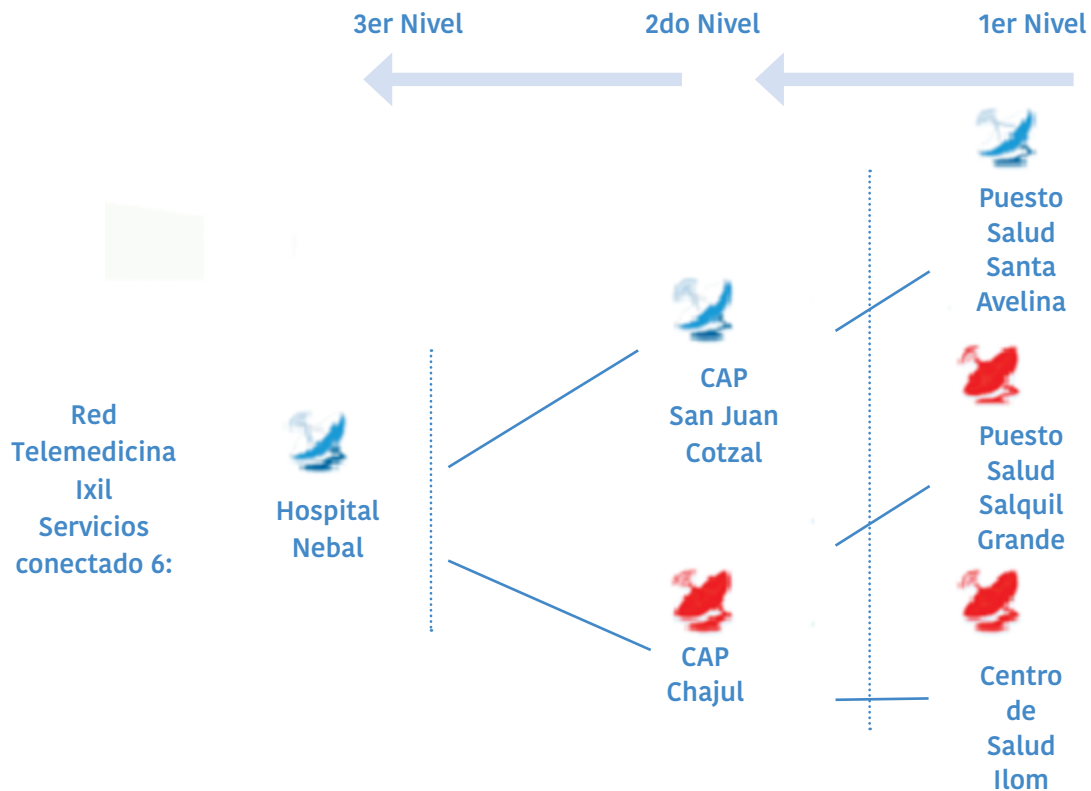 3er Nivel
2do Nivel
1er Nivel
Puesto
Salud
Santa
Avelina
CAP
San Juan
Cotzal
Red
Telemedicina
Ixil
Servicios
conectado 6:
Hospital
Nebal
Puesto
Salud
Salquil
Grande
CAP
Chajul
Centro
de
Salud
Ilom